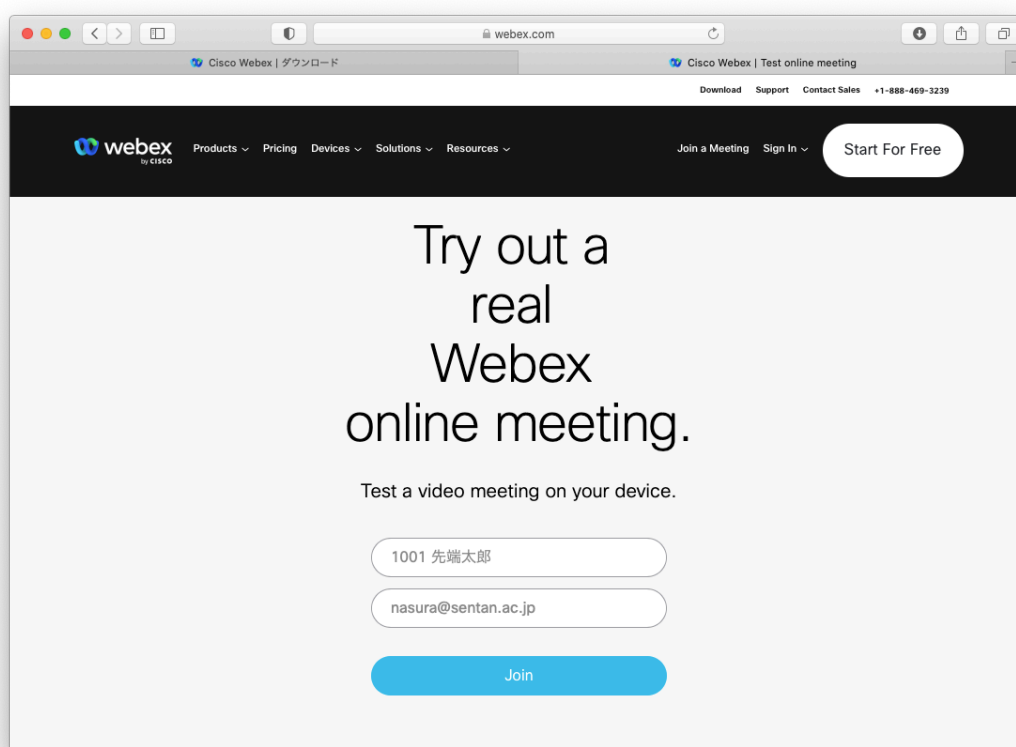 webex.com
Cisco Webex | ダウンロード
Cisco Webex | Test online meeting
Download Support Contact Sales +1-888-469-3239
webex by CISCO Products Pricing Devices Solutions Resources Join a Meeting Sign In Start For Free
Try out a
real
Webex
online meeting.
Test a video meeting on your device.
1001 先端太郎
nasura@sentan.ac.jp
Join